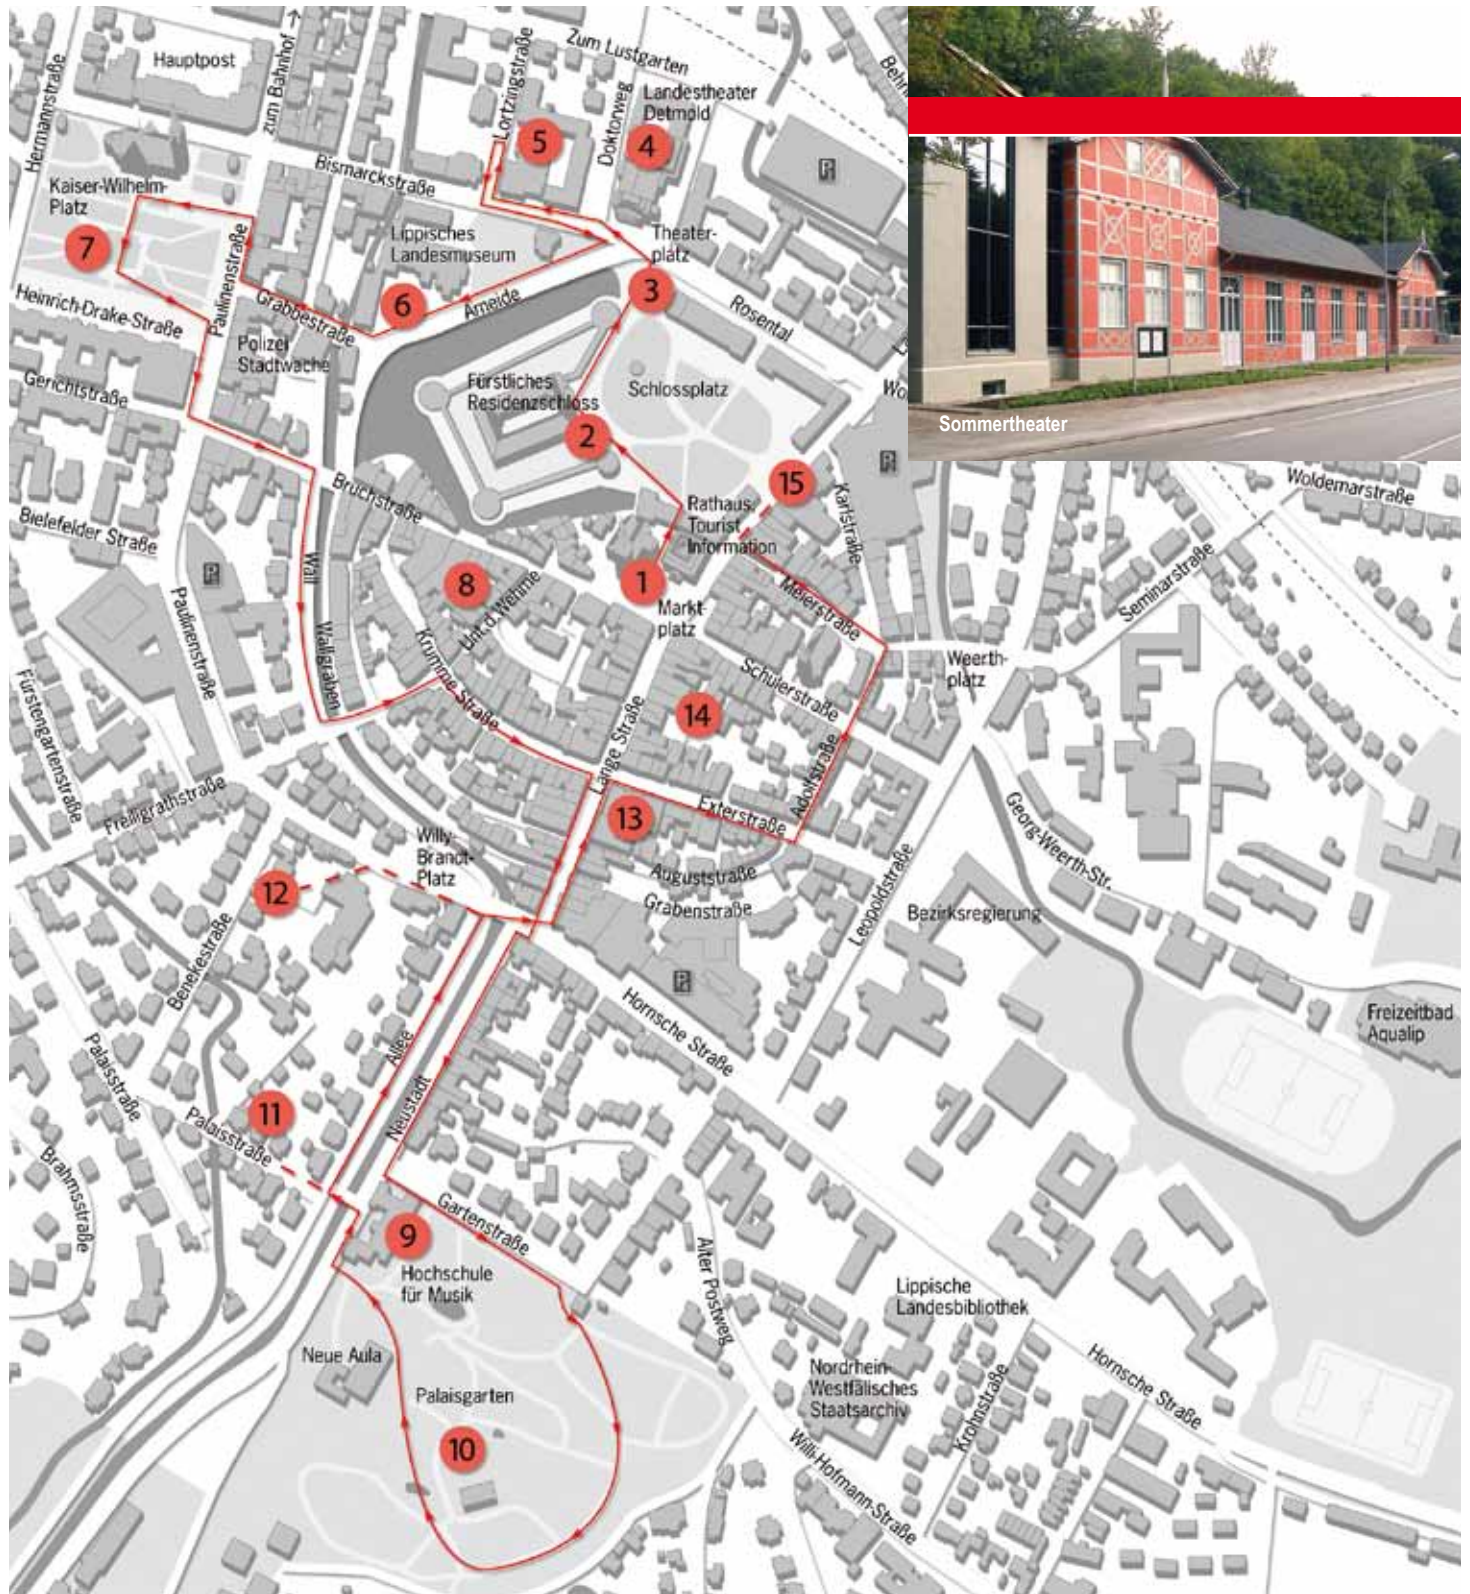 Hermannstraße
Hauptpost
zum Bahnhof
Lortzingstraße
Zum Lustgarten
Doktorweg
Landestheater
Detmold
5
4
P
Bismarckstraße
Kaiser-Wilhelm-
Platz
7
Paulinenstraße
Lippisches
Landesmuseum
Theater-
platz
6
3
Ameide
Rosental
Heinrich-Drake-Straße
Grabbestraße
Polizei
Stadtwache
Gerichtstraße
Fürstliches
Residenzschloss
Schlossplatz
2
Sommertheater
P
15
Bruchstraße
Karlstraße
Woldemarstraße
Rathaus,
Tourist
Information
Bielefelder Straße
P
Wall
8
Unt.d.Wehme
1
Markt-
platz
Meierstraße
Seminarstraße
Paulinenstraße
Wallgraben
Krumme Straße
Schülerstraße
Weerth-
platz
14
Lange Straße
Fürstengartenstraße
Adolfstraße
Freiligrathstraße
13
Exterstraße
Georg-Weerth-Str.
Willy-
Brandt-
Platz
Auguststraße
12
Grabenstraße
Leopoldstraße
Bezirksregierung
Benekestraße
P
Hornsche Straße
Freizeitbad
Aqualip
Allee
Palaisstraße
Neustadt
11
Palaisstraße
Brahmsstraße
9
Gartenstraße
Hochschule
für Musik
Alter Postweg
Lippische
Landesbibliothek
Neue Aula
Hornsche Straße
Nordrhein-
Westfälisches
Staatsarchiv
Krohnstraße
Palaisgarten
10
Willi-Hofmann-Straße